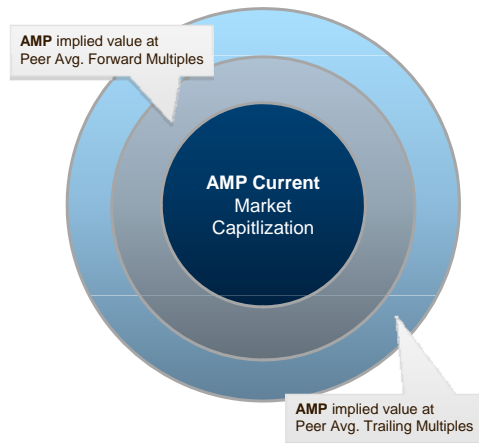 AMP implied value at
Peer Avg. Forward Multiples
AMP Current
Market
Capitlization
AMP implied value at
Peer Avg. Trailing Multiples